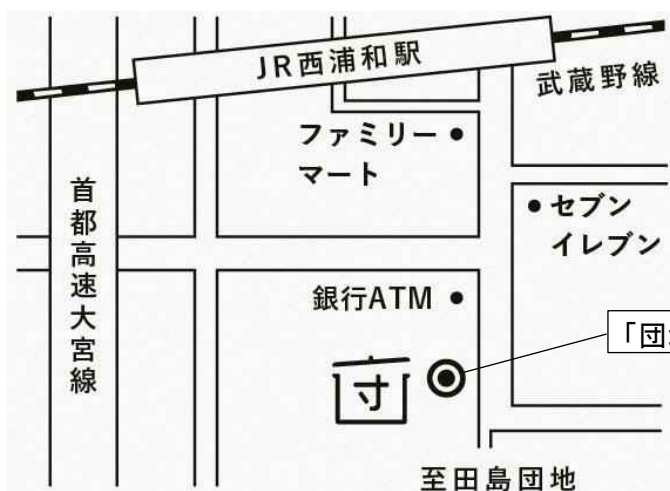 JR西浦和駅
武蔵野線
ファミリー
マート
首都高速大宮線
セブン
イレブン
銀行ATM
「団
至田島団地